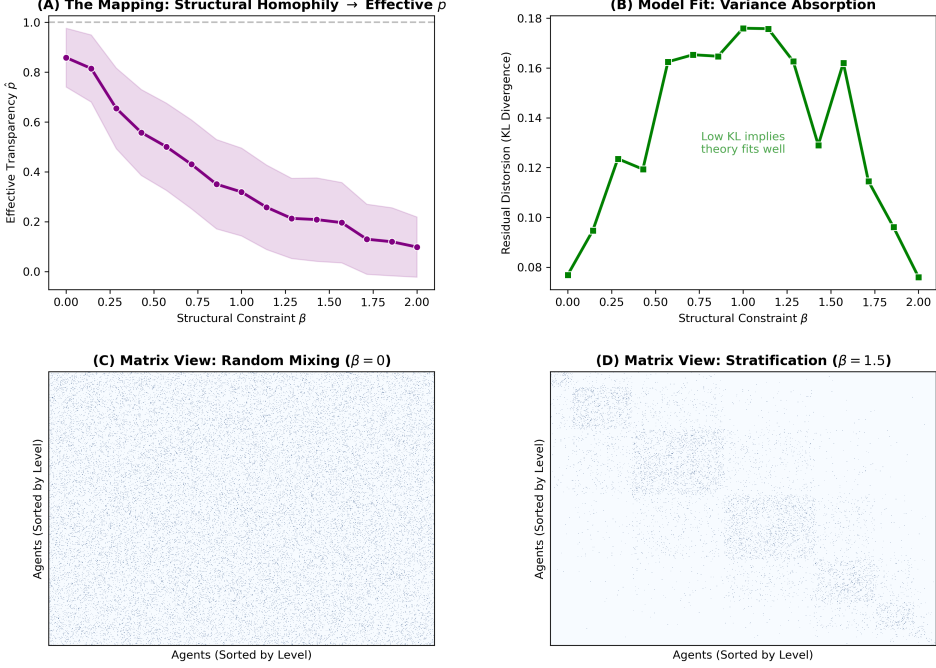 (A) The Mapping: Structural Homophily → Effective p
1.0
0.8
0.6
0.4
0.2
0.0
Effective Transparency p̂
0.00 0.25 0.50 0.75 1.00 1.25 1.50 1.75 2.00
Structural Constraint β
(B) Model Fit: Variance Absorption
0.18
0.16
0.14
0.12
0.10
0.08
Residual Distorsion (KL Divergence)
Low KL implies
theory fits well
0.00 0.25 0.50 0.75 1.00 1.25 1.50 1.75 2.00
Structural Constraint β
(C) Matrix View: Random Mixing (β = 0)
Agents (Sorted by Level)
Agents (Sorted by Level)
(D) Matrix View: Stratification (β = 1.5)
Agents (Sorted by Level)
Agents (Sorted by Level)